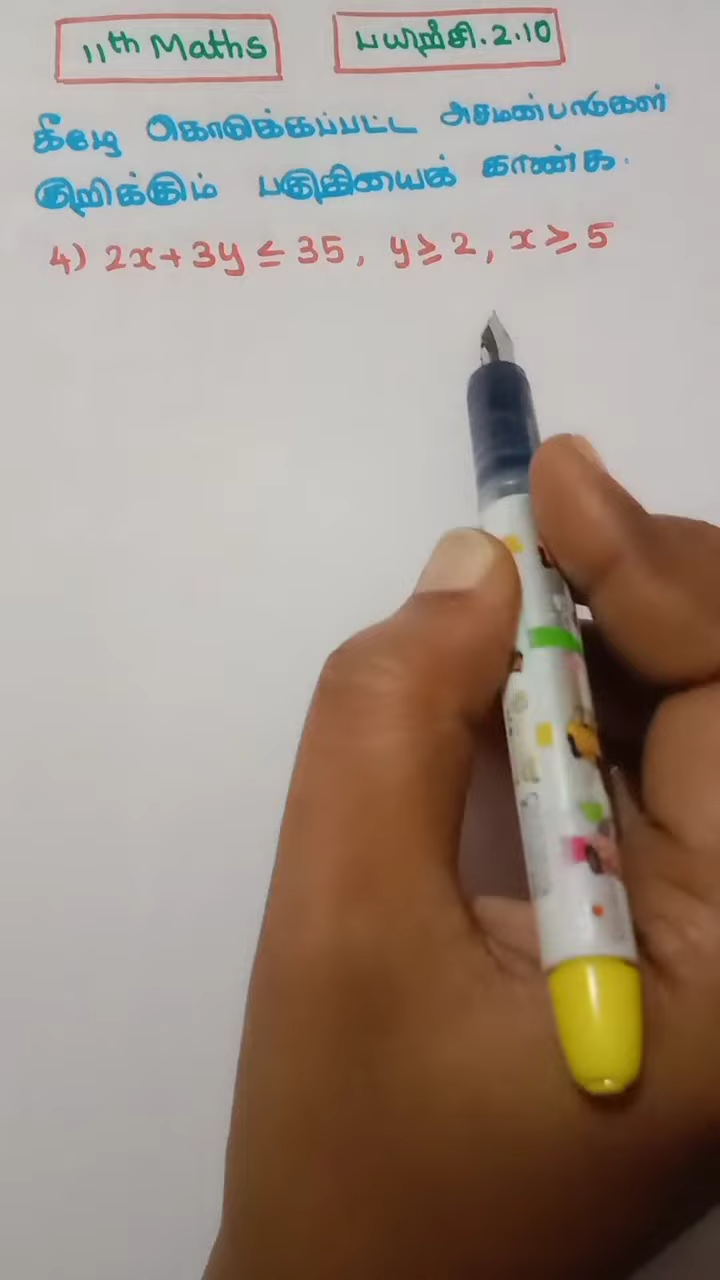 11th Maths
பயிற்சி.2.10
கீழே கொடுக்கப்பட்ட அசமன்பாடுகள்
குறிக்கும் பகுதியைக் காண்க.
4) 2x+3y ≤ 35, y ≥ 2, x ≥ 5